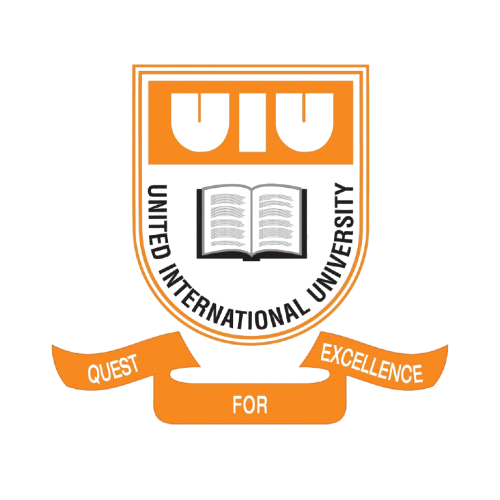 UIU
UNITED INTERNATIONAL UNIVERSITY
QUEST
FOR
EXCELLENCE